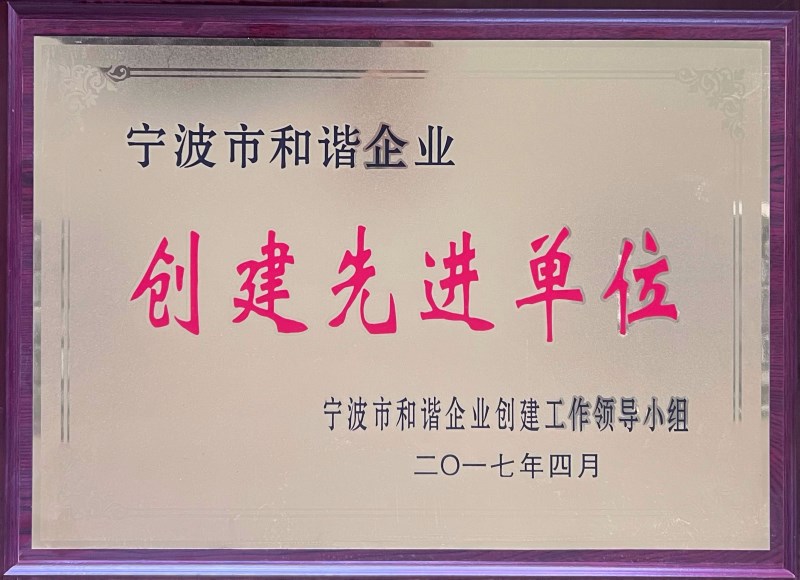 宁波市和谐企业
创建先进单位
宁波市和谐企业创建工作领导小组
二〇一七年四月